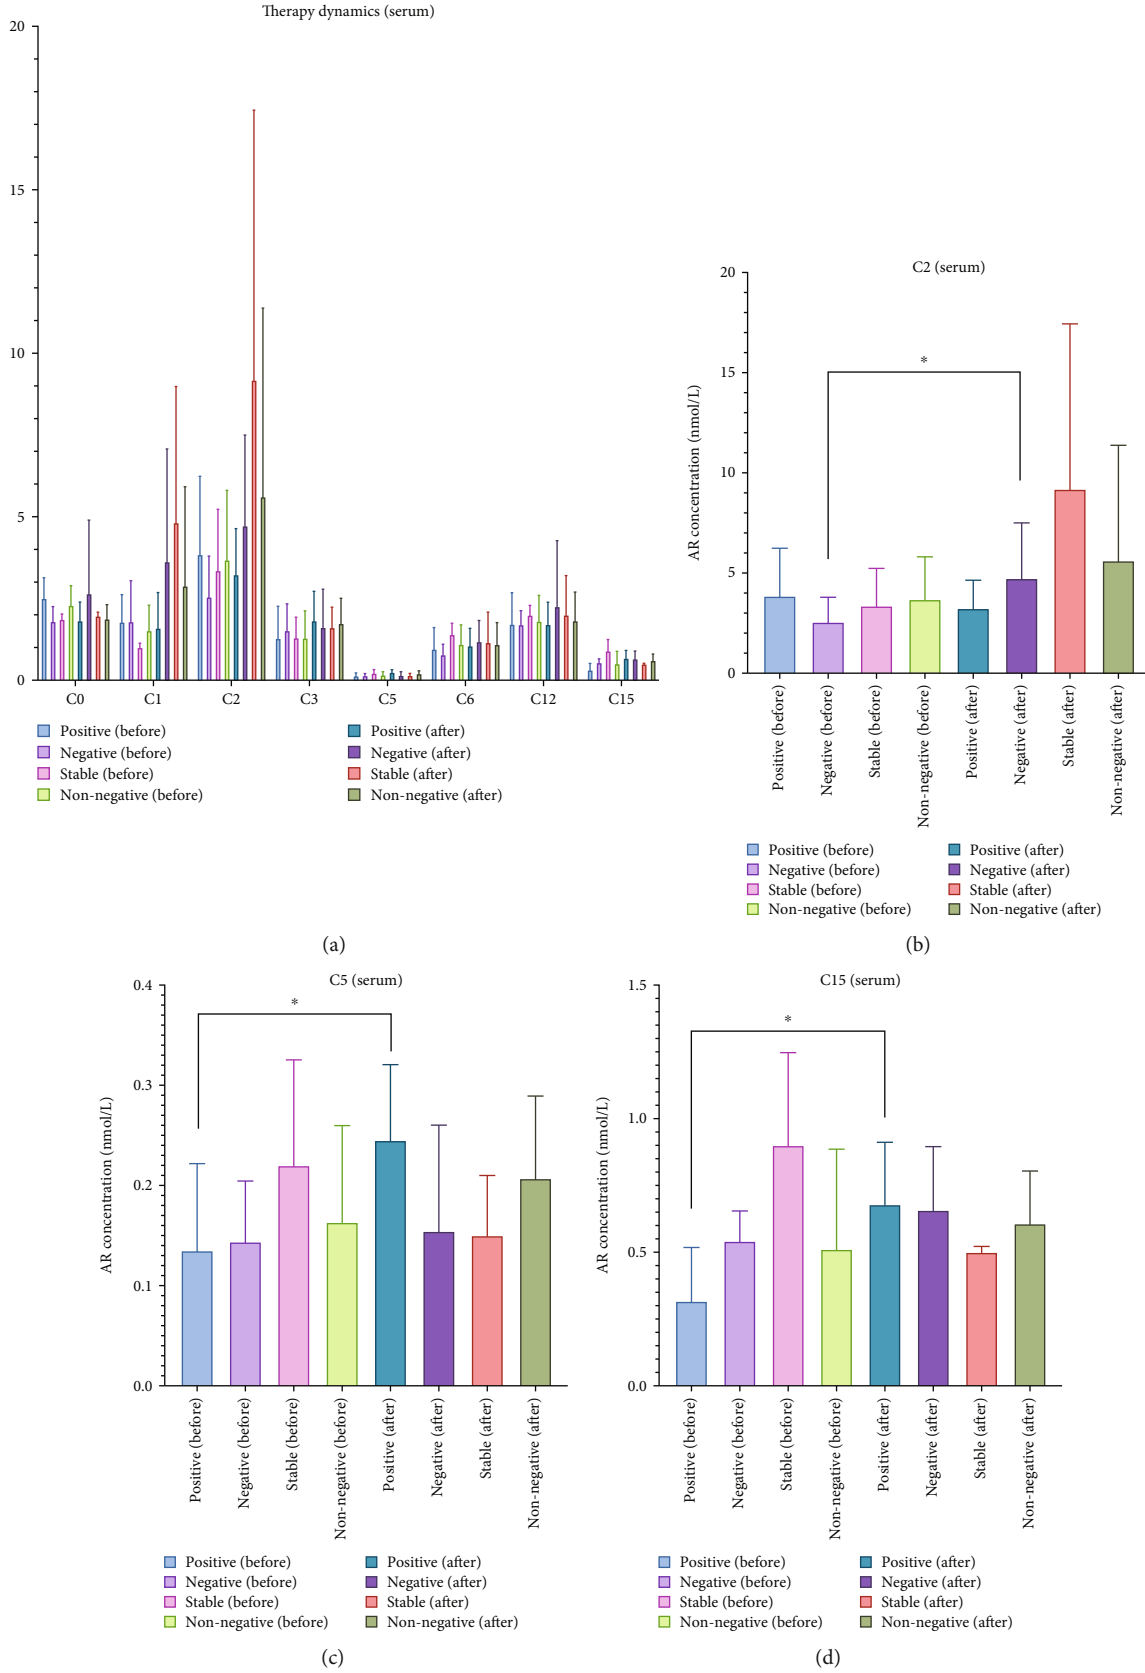 Therapy dynamics (serum)
20
15
10
5
0
C0 C1 C2 C3 C5 C6 C12 C15
Positive (before)
Negative (before)
Stable (before)
Non-negative (before)
Positive (after)
Negative (after)
Stable (after)
Non-negative (after)
(a)
C2 (serum)
AR concentration (nmol/L)
20
15
10
5
0
*
Positive (before)
Negative (before)
Stable (before)
Non-negative (before)
Positive (after)
Negative (after)
Stable (after)
Non-negative (after)
Positive (before)
Negative (before)
Stable (before)
Non-negative (before)
Positive (after)
Negative (after)
Stable (after)
Non-negative (after)
(b)
C5 (serum)
AR concentration (nmol/L)
0.4
0.3
0.2
0.1
0.0
*
Positive (before)
Negative (before)
Stable (before)
Non-negative (before)
Positive (after)
Negative (after)
Stable (after)
Non-negative (after)
Positive (before)
Negative (before)
Stable (before)
Non-negative (before)
Positive (after)
Negative (after)
Stable (after)
Non-negative (after)
(c)
C15 (serum)
AR concentration (nmol/L)
1.5
1.0
0.5
0.0
*
Positive (before)
Negative (before)
Stable (before)
Non-negative (before)
Positive (after)
Negative (after)
Stable (after)
Non-negative (after)
Positive (before)
Negative (before)
Stable (before)
Non-negative (before)
Positive (after)
Negative (after)
Stable (after)
Non-negative (after)
(d)